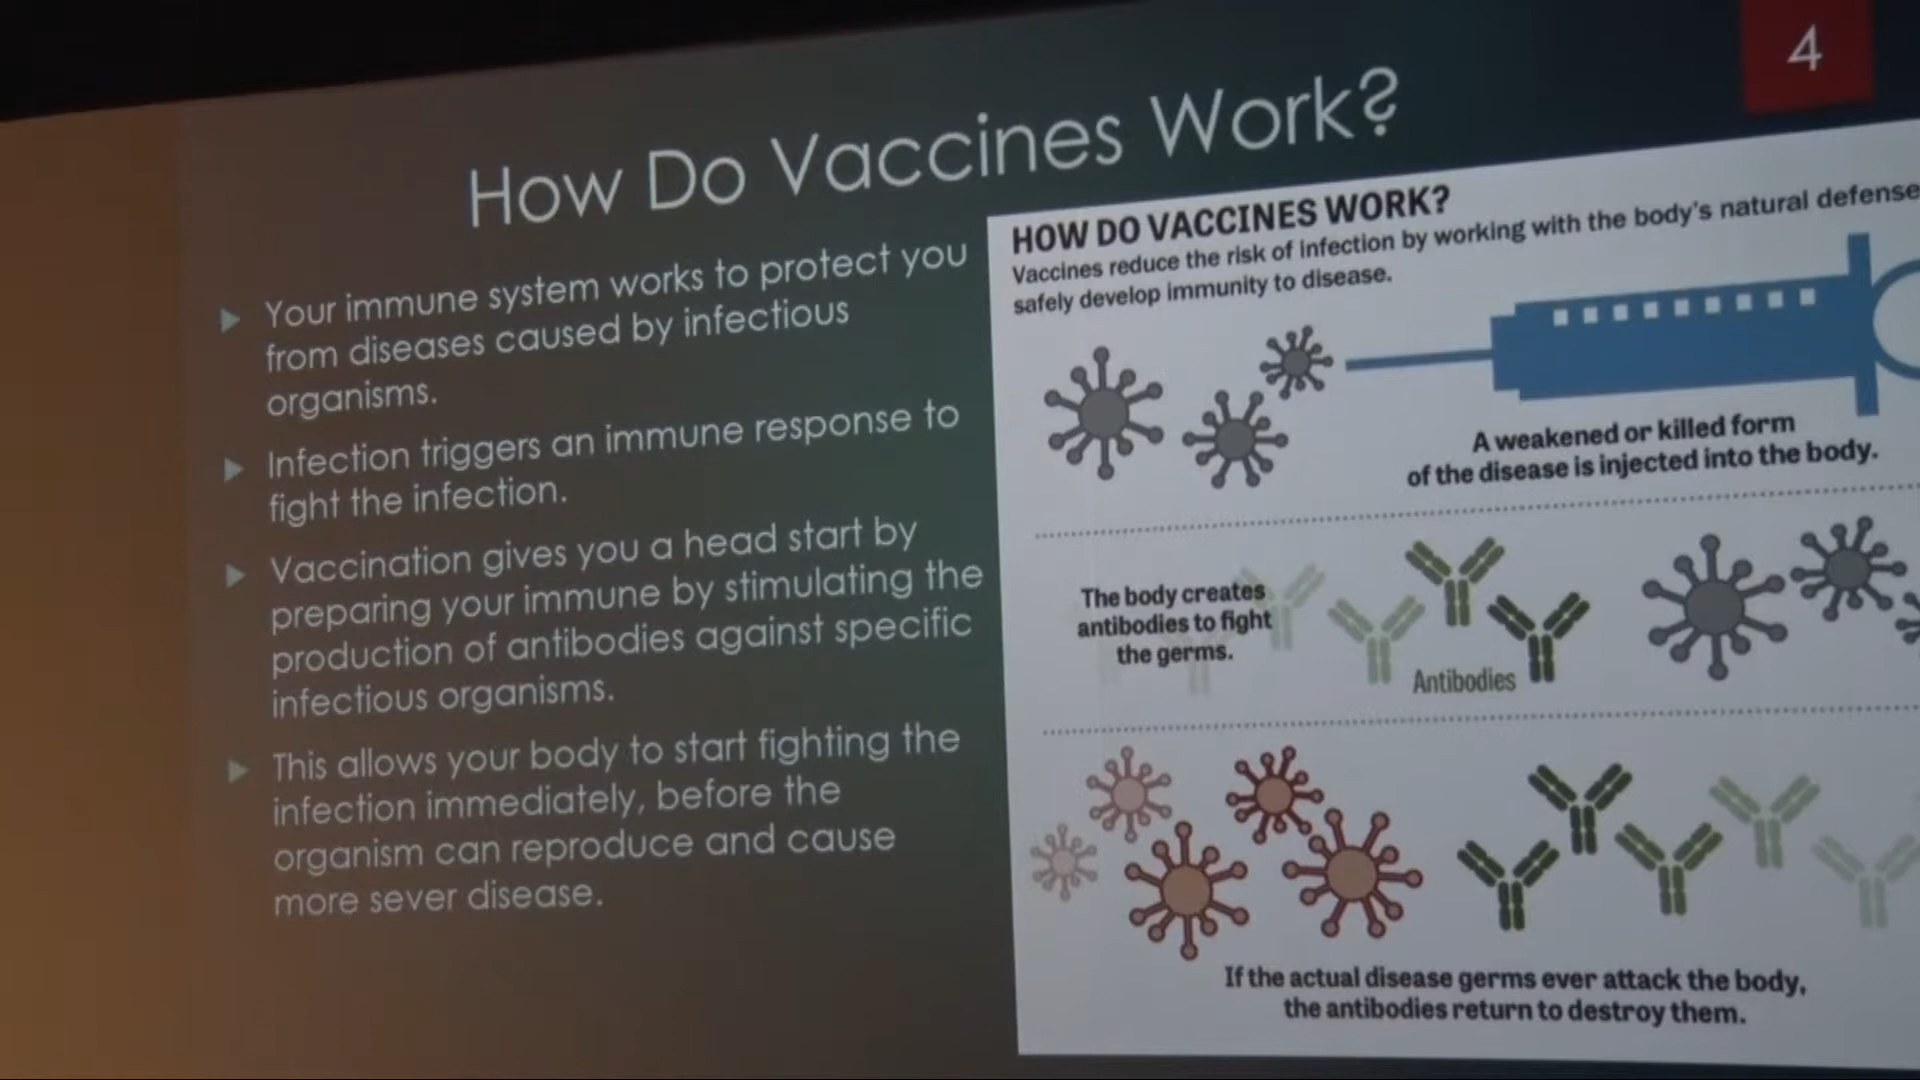 4
How Do Vaccines Work?
Your immune system works to protect you
from diseases caused by infectious
organisms.
Infection triggers an immune response to
fight the infection.
Vaccination gives you a head start by
preparing your immune by stimulating the
production of antibodies against specific
infectious organisms.
This allows your body to start fighting the
infection immediately, before the
organism can reproduce and cause
more sever disease.
HOW DO VACCINES WORK?
Vaccines reduce the risk of infection by working with the body's natural defense
safely develop immunity to disease.
A weakened or killed form
of the disease is injected into the body.
The body creates
antibodies to fight
the germs.
Antibodies
If the actual disease germs ever attack the body,
the antibodies return to destroy them.